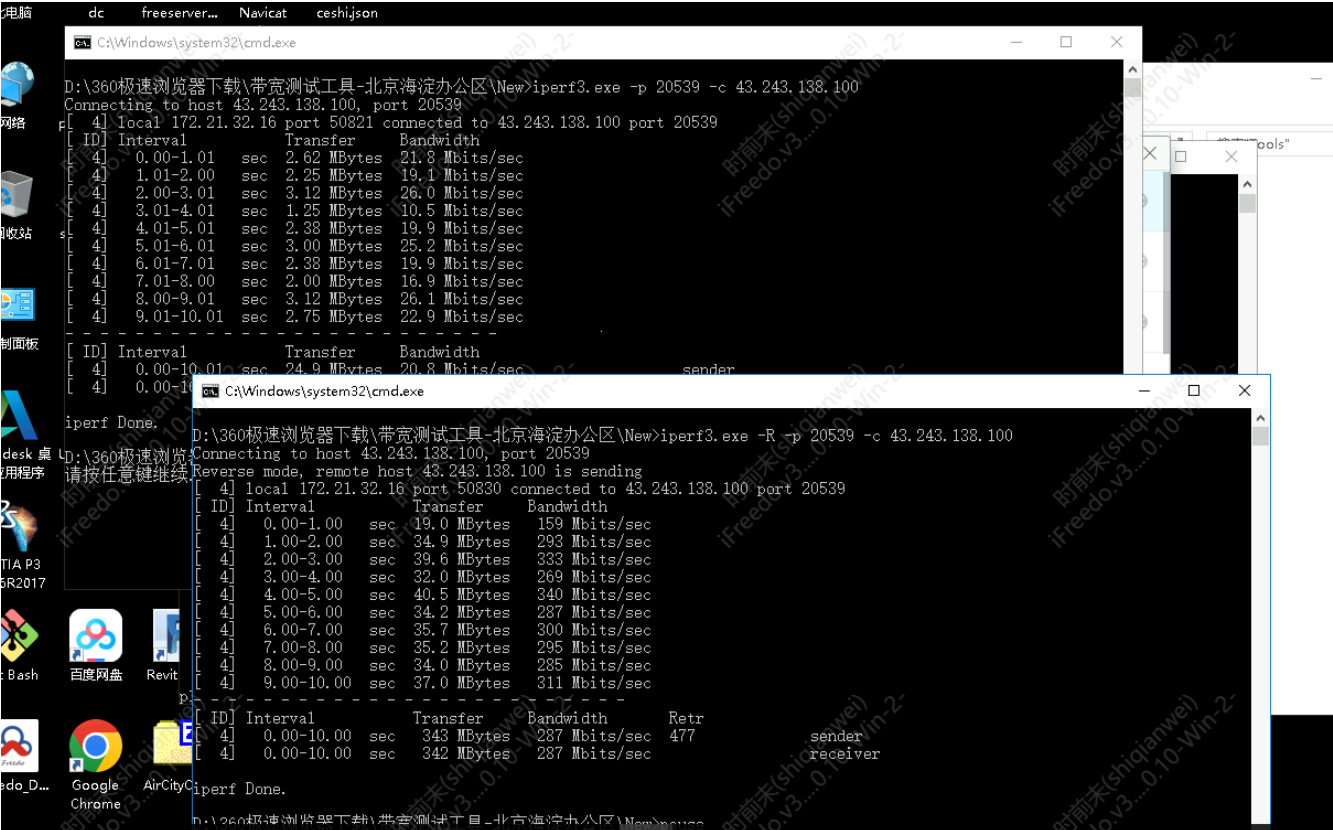 电脑
dc
freeserver...
Navicat
ceshi.json
C:\Windows\system32\cmd.exe
D:\360极速浏览器下载\带宽测试工具-北京海淀办公区\New>iperf3.exe -p 20539 -c 43.243.138.100
Connecting to host 43.243.138.100, port 20539
[  4] local 172.21.32.16 port 50821 connected to 43.243.138.100 port 20539
[ ID] Interval           Transfer     Bandwidth
[  4]   0.00-1.01   sec  2.62 MBytes  21.8 Mbits/sec
[  4]   1.01-2.00   sec  2.25 MBytes  19.1 Mbits/sec
[  4]   2.00-3.01   sec  3.12 MBytes  26.0 Mbits/sec
[  4]   3.01-4.01   sec  1.25 MBytes  10.5 Mbits/sec
[  4]   4.01-5.01   sec  2.38 MBytes  19.9 Mbits/sec
[  4]   5.01-6.01   sec  3.00 MBytes  25.2 Mbits/sec
[  4]   6.01-7.01   sec  2.38 MBytes  19.9 Mbits/sec
[  4]   7.01-8.00   sec  2.00 MBytes  16.9 Mbits/sec
[  4]   8.00-9.01   sec  3.12 MBytes  26.1 Mbits/sec
[  4]   9.01-10.01  sec  2.75 MBytes  22.9 Mbits/sec
- - - - - - - - - - - - - - - - - - - - - - - - -
[ ID] Interval           Transfer     Bandwidth
[  4]   0.00-10.01  sec  24.9 MBytes  20.8 Mbits/sec                  sender
[  4]   0.00-10
iperf Done.
D:\360极速浏览
请按任意键继续.
C:\Windows\system32\cmd.exe
D:\360极速浏览器下载\带宽测试工具-北京海淀办公区\New>iperf3.exe -R -p 20539 -c 43.243.138.100
Connecting to host 43.243.138.100, port 20539
Reverse mode, remote host 43.243.138.100 is sending
[  4] local 172.21.32.16 port 50830 connected to 43.243.138.100 port 20539
[ ID] Interval           Transfer     Bandwidth
[  4]   0.00-1.00   sec  19.0 MBytes   159 Mbits/sec
[  4]   1.00-2.00   sec  34.9 MBytes   293 Mbits/sec
[  4]   2.00-3.00   sec  39.6 MBytes   333 Mbits/sec
[  4]   3.00-4.00   sec  32.0 MBytes   269 Mbits/sec
[  4]   4.00-5.00   sec  40.5 MBytes   340 Mbits/sec
[  4]   5.00-6.00   sec  34.2 MBytes   287 Mbits/sec
[  4]   6.00-7.00   sec  35.7 MBytes   300 Mbits/sec
[  4]   7.00-8.00   sec  35.2 MBytes   295 Mbits/sec
[  4]   8.00-9.00   sec  34.0 MBytes   285 Mbits/sec
[  4]   9.00-10.00  sec  37.0 MBytes   311 Mbits/sec
- - - - - - - - - - - - - - - - - - - - - - - - -
[ ID] Interval           Transfer     Bandwidth       Retr
[  4]   0.00-10.00  sec   343 MBytes   287 Mbits/sec  477             sender
[  4]   0.00-10.00  sec   342 MBytes   287 Mbits/sec                  receiver
iperf Done.
D:\360极速浏览器下载\带宽测试工具-北京海淀办公区\New>pause
网络
回收站
制面板
desk 桌
应用程序
TIA P3
6R2017
Bash
百度网盘
Revit
edo_D...
Google
Chrome
AirCityC
ools"